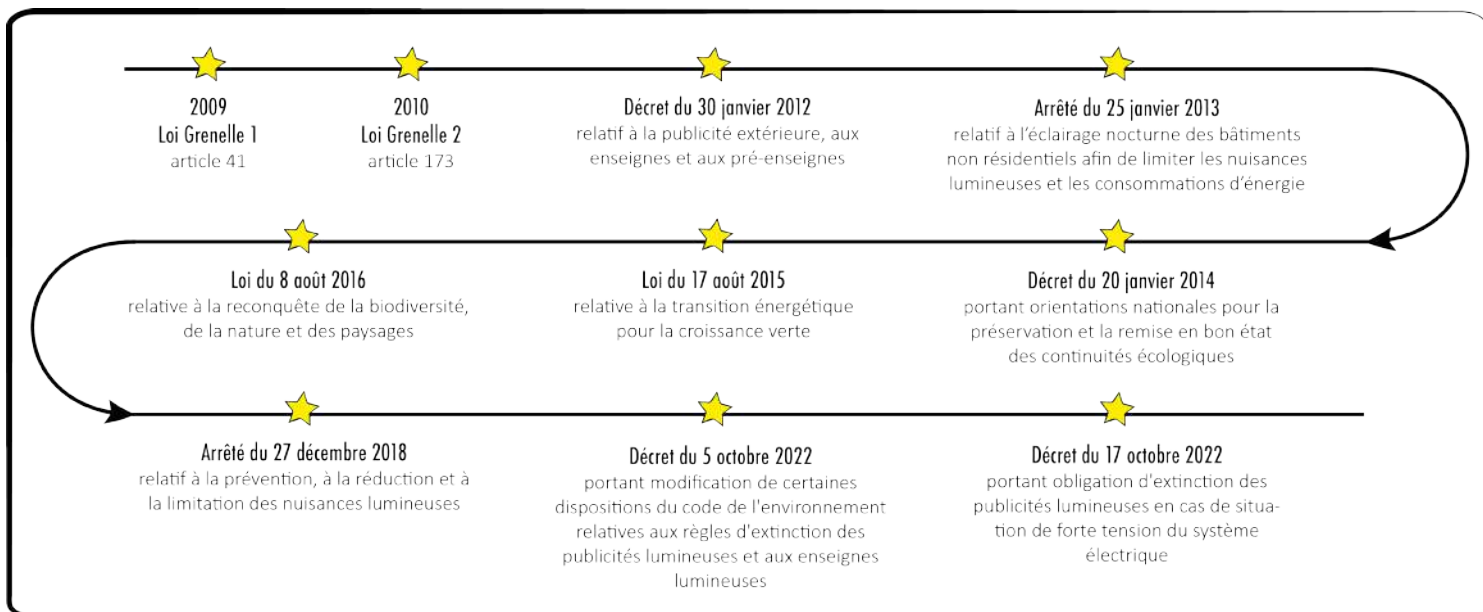 2009
Loi Grenelle 1
article 41
2010
Loi Grenelle 2
article 173
Décret du 30 janvier 2012
relatif à la publicité extérieure, aux
enseignes et aux pré-enseignes
Arrêté du 25 janvier 2013
relatif à l'éclairage nocturne des bâtiments
non résidentiels afin de limiter les nuisances
lumineuses et les consommations d'énergie
Décret du 20 janvier 2014
portant orientations nationales pour la
préservation et la remise en bon état
des continuités écologiques
Loi du 17 août 2015
relative à la transition énergétique
pour la croissance verte
Loi du 8 août 2016
relative à la reconquête de la biodiversité,
de la nature et des paysages
Arrêté du 27 décembre 2018
relatif à la prévention, à la réduction et à
la limitation des nuisances lumineuses
Décret du 5 octobre 2022
portant modification de certaines
dispositions du code de l'environnement
relatives aux règles d'extinction des
publicités lumineuses et aux enseignes
lumineuses
Décret du 17 octobre 2022
portant obligation d'extinction des
publicités lumineuses en cas de situa-
tion de forte tension du système
électrique